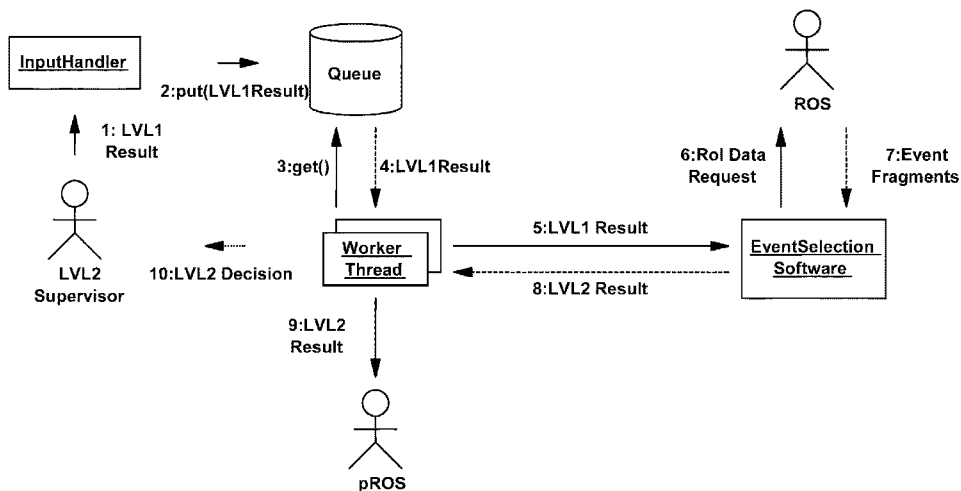 InputHandler
2:put(LVL1Result)
Queue
ROS
1: LVL1
Result
3:get()
4:LVL1Result
6:RoI Data
Request
7:Event
Fragments
LVL2
Supervisor
10:LVL2 Decision
Worker
Thread
5:LVL1 Result
8:LVL2 Result
EventSelection
Software
9:LVL2
Result
pROS